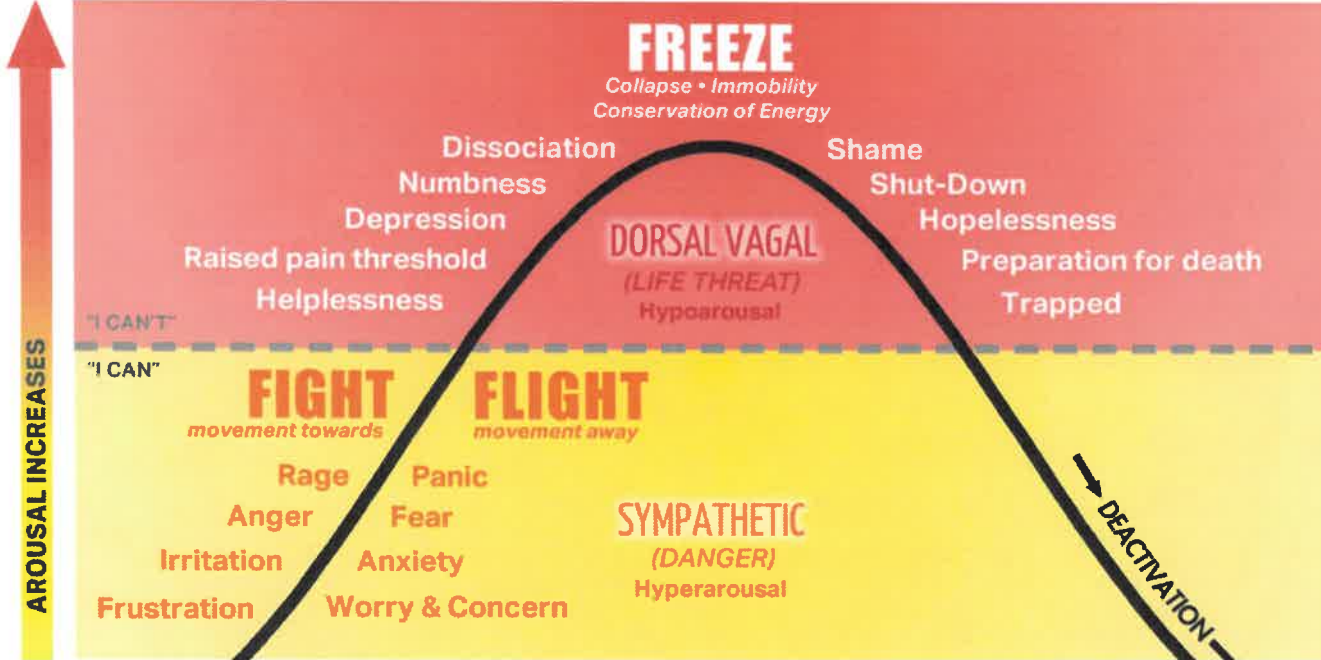 FREEZE
Collapse • Immobility
Conservation of Energy
Dissociation
Shame
Numbness
Shut-Down
Depression
Hopelessness
DORSAL VAGAL
Raised pain threshold
Preparation for death
(LIFE THREAT)
Helplessness
Trapped
Hypoarousal
"I CAN'T"
"I CAN"
AROUSAL INCREASES
FIGHT
movement towards
FLIGHT
movement away
Rage
Panic
Anger
Fear
Irritation
Anxiety
Frustration
Worry & Concern
SYMPATHETIC
(DANGER)
Hyperarousal
DEACTIVATION